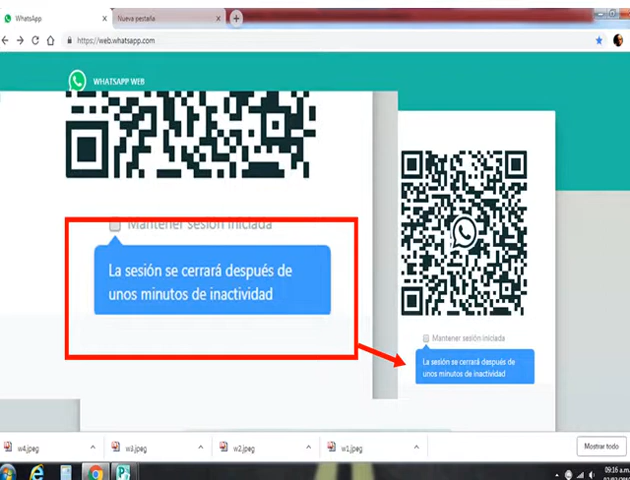 WhatsApp
Nueva pestaña
https://web.whatsapp.com
WHATSAPP WEB
Mantener sesión iniciada
La sesión se cerrará después de
unos minutos de inactividad
Mantener sesión iniciada
La sesión se cerrará después de
unos minutos de inactividad
w4.jpeg
w3.jpeg
w2.jpeg
w1.jpeg
Mostrar todo
09:16 a.m.